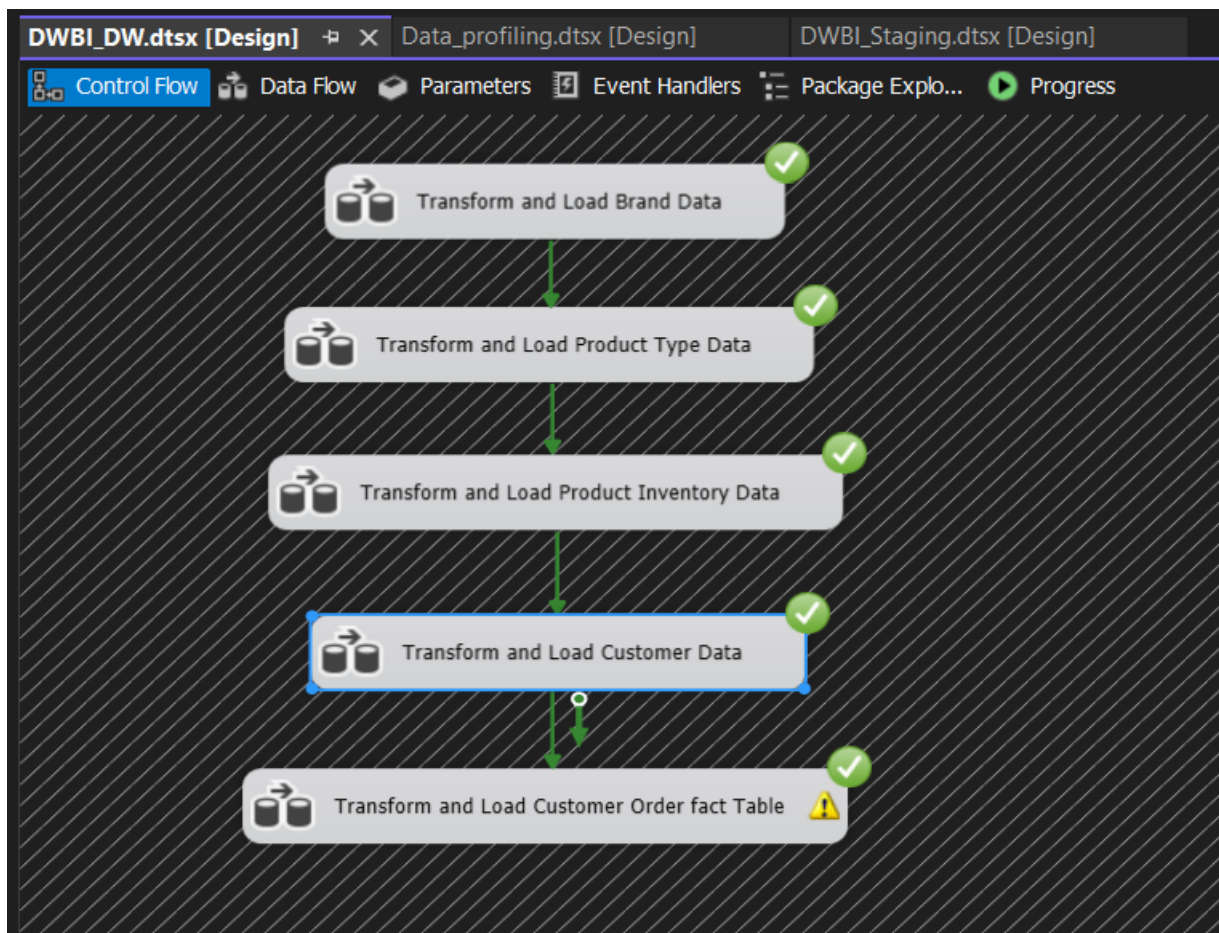 DWBI_DW.dtsx [Design] Data_profiling.dtsx [Design] DWBI_Staging.dtsx [Design]
Control Flow Data Flow Parameters Event Handlers Package Explo... Progress
Transform and Load Brand Data
Transform and Load Product Type Data
Transform and Load Product Inventory Data
Transform and Load Customer Data
Transform and Load Customer Order fact Table